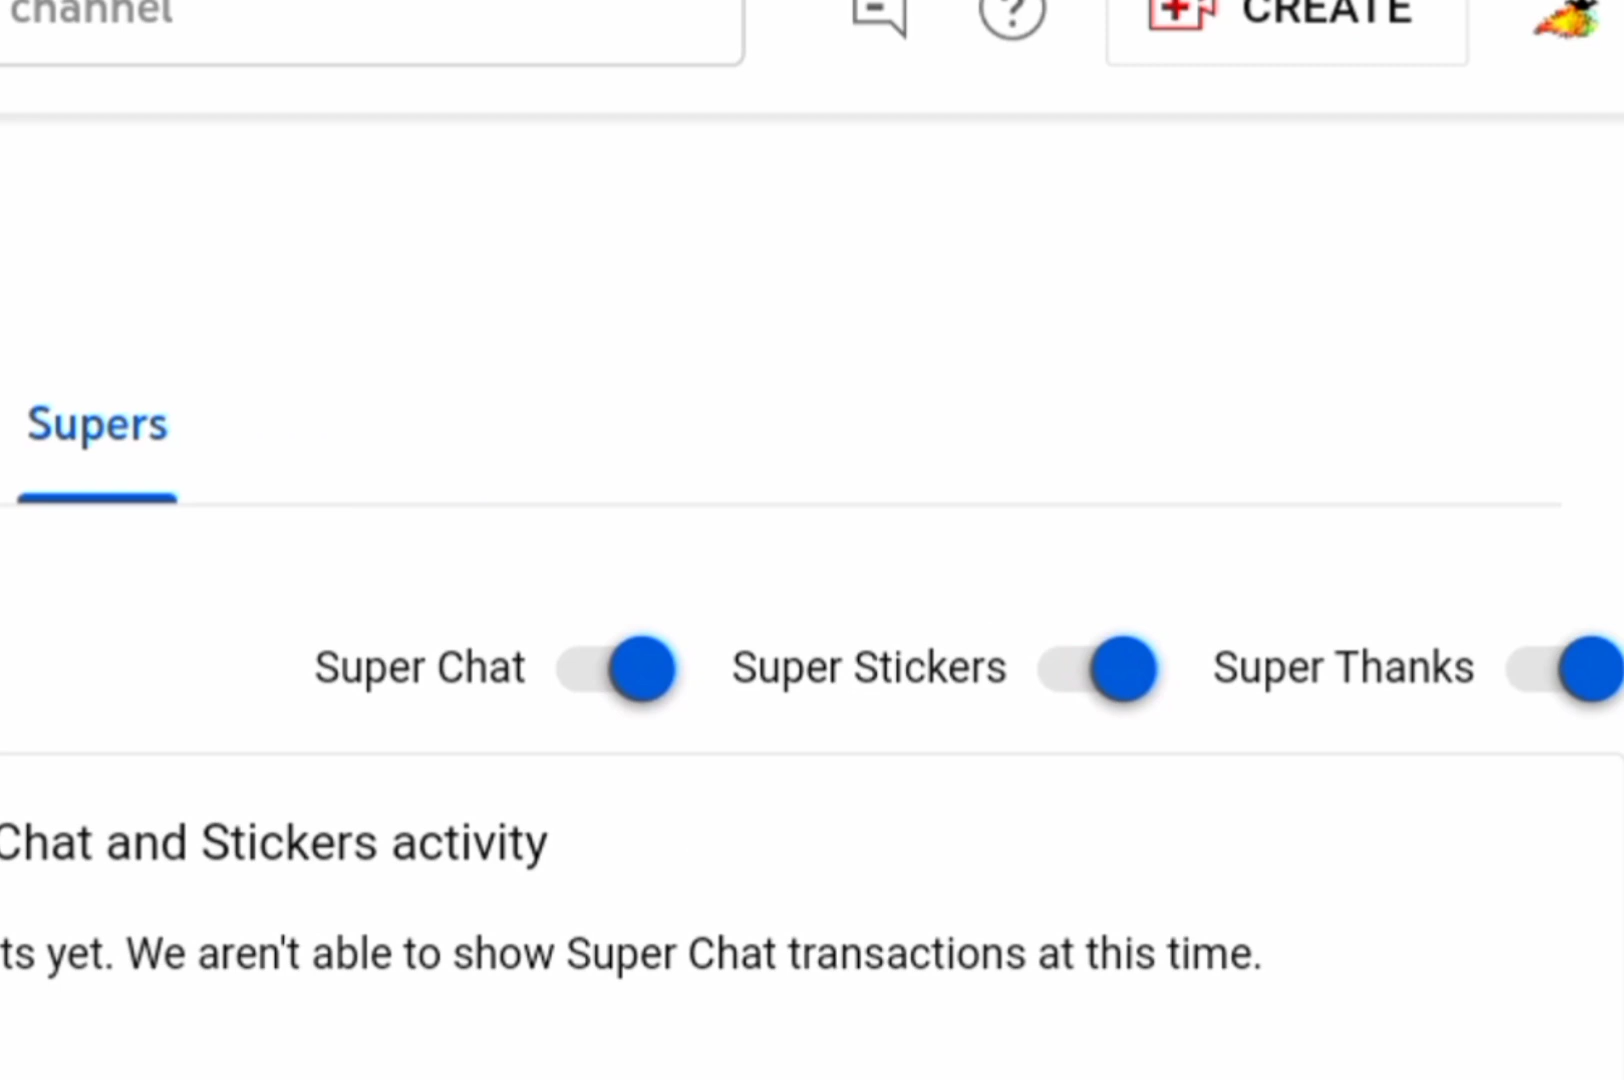 channel
CREATE
Supers
Super Chat Super Stickers Super Thanks
Chat and Stickers activity
ts yet. We aren't able to show Super Chat transactions at this time.